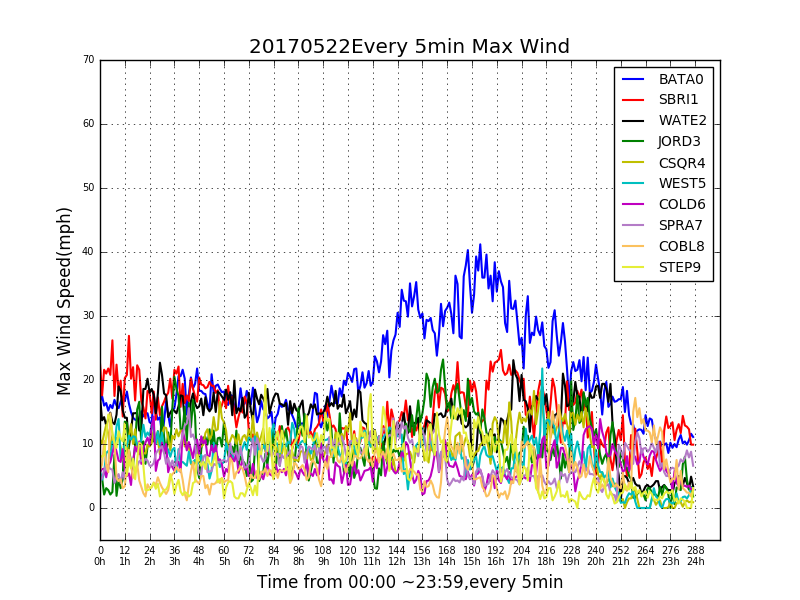 20170522Every 5min Max Wind
70
60
50
40
30
20
10
0
Max Wind Speed(mph)
BATA0
SBRI1
WATE2
JORD3
CSQR4
WEST5
COLD6
SPRA7
COBL8
STEP9
0 12 24 36 48 60 72 84 96 108 120 132 144 156 168 180 192 204 216 228 240 252 264 276 288
0h 1h 2h 3h 4h 5h 6h 7h 8h 9h 10h 11h 12h 13h 14h 15h 16h 17h 18h 19h 20h 21h 22h 23h 24h
Time from 00:00 ~23:59,every 5min